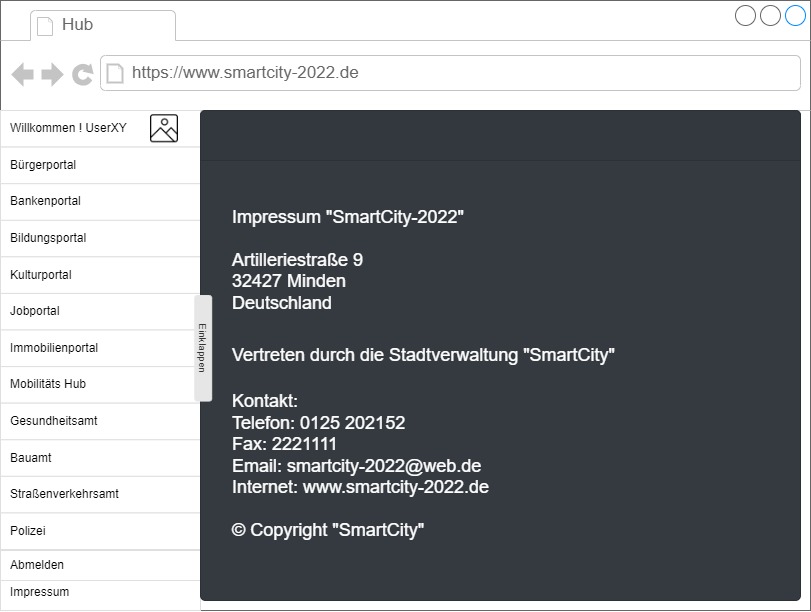 Hub
https://www.smartcity-2022.de
Willkommen ! UserXY
Bürgerportal
Bankenportal
Bildungsportal
Kulturportal
Jobportal
Immobilienportal
Mobilitäts Hub
Gesundheitsamt
Bauamt
Straßenverkehrsamt
Polizei
Abmelden
Impressum
Einklappen
Impressum "SmartCity-2022"
Artilleriestraße 9
32427 Minden
Deutschland
Vertreten durch die Stadtverwaltung "SmartCity"
Kontakt:
Telefon: 0125 202152
Fax: 2221111
Email: smartcity-2022@web.de
Internet: www.smartcity-2022.de
© Copyright "SmartCity"